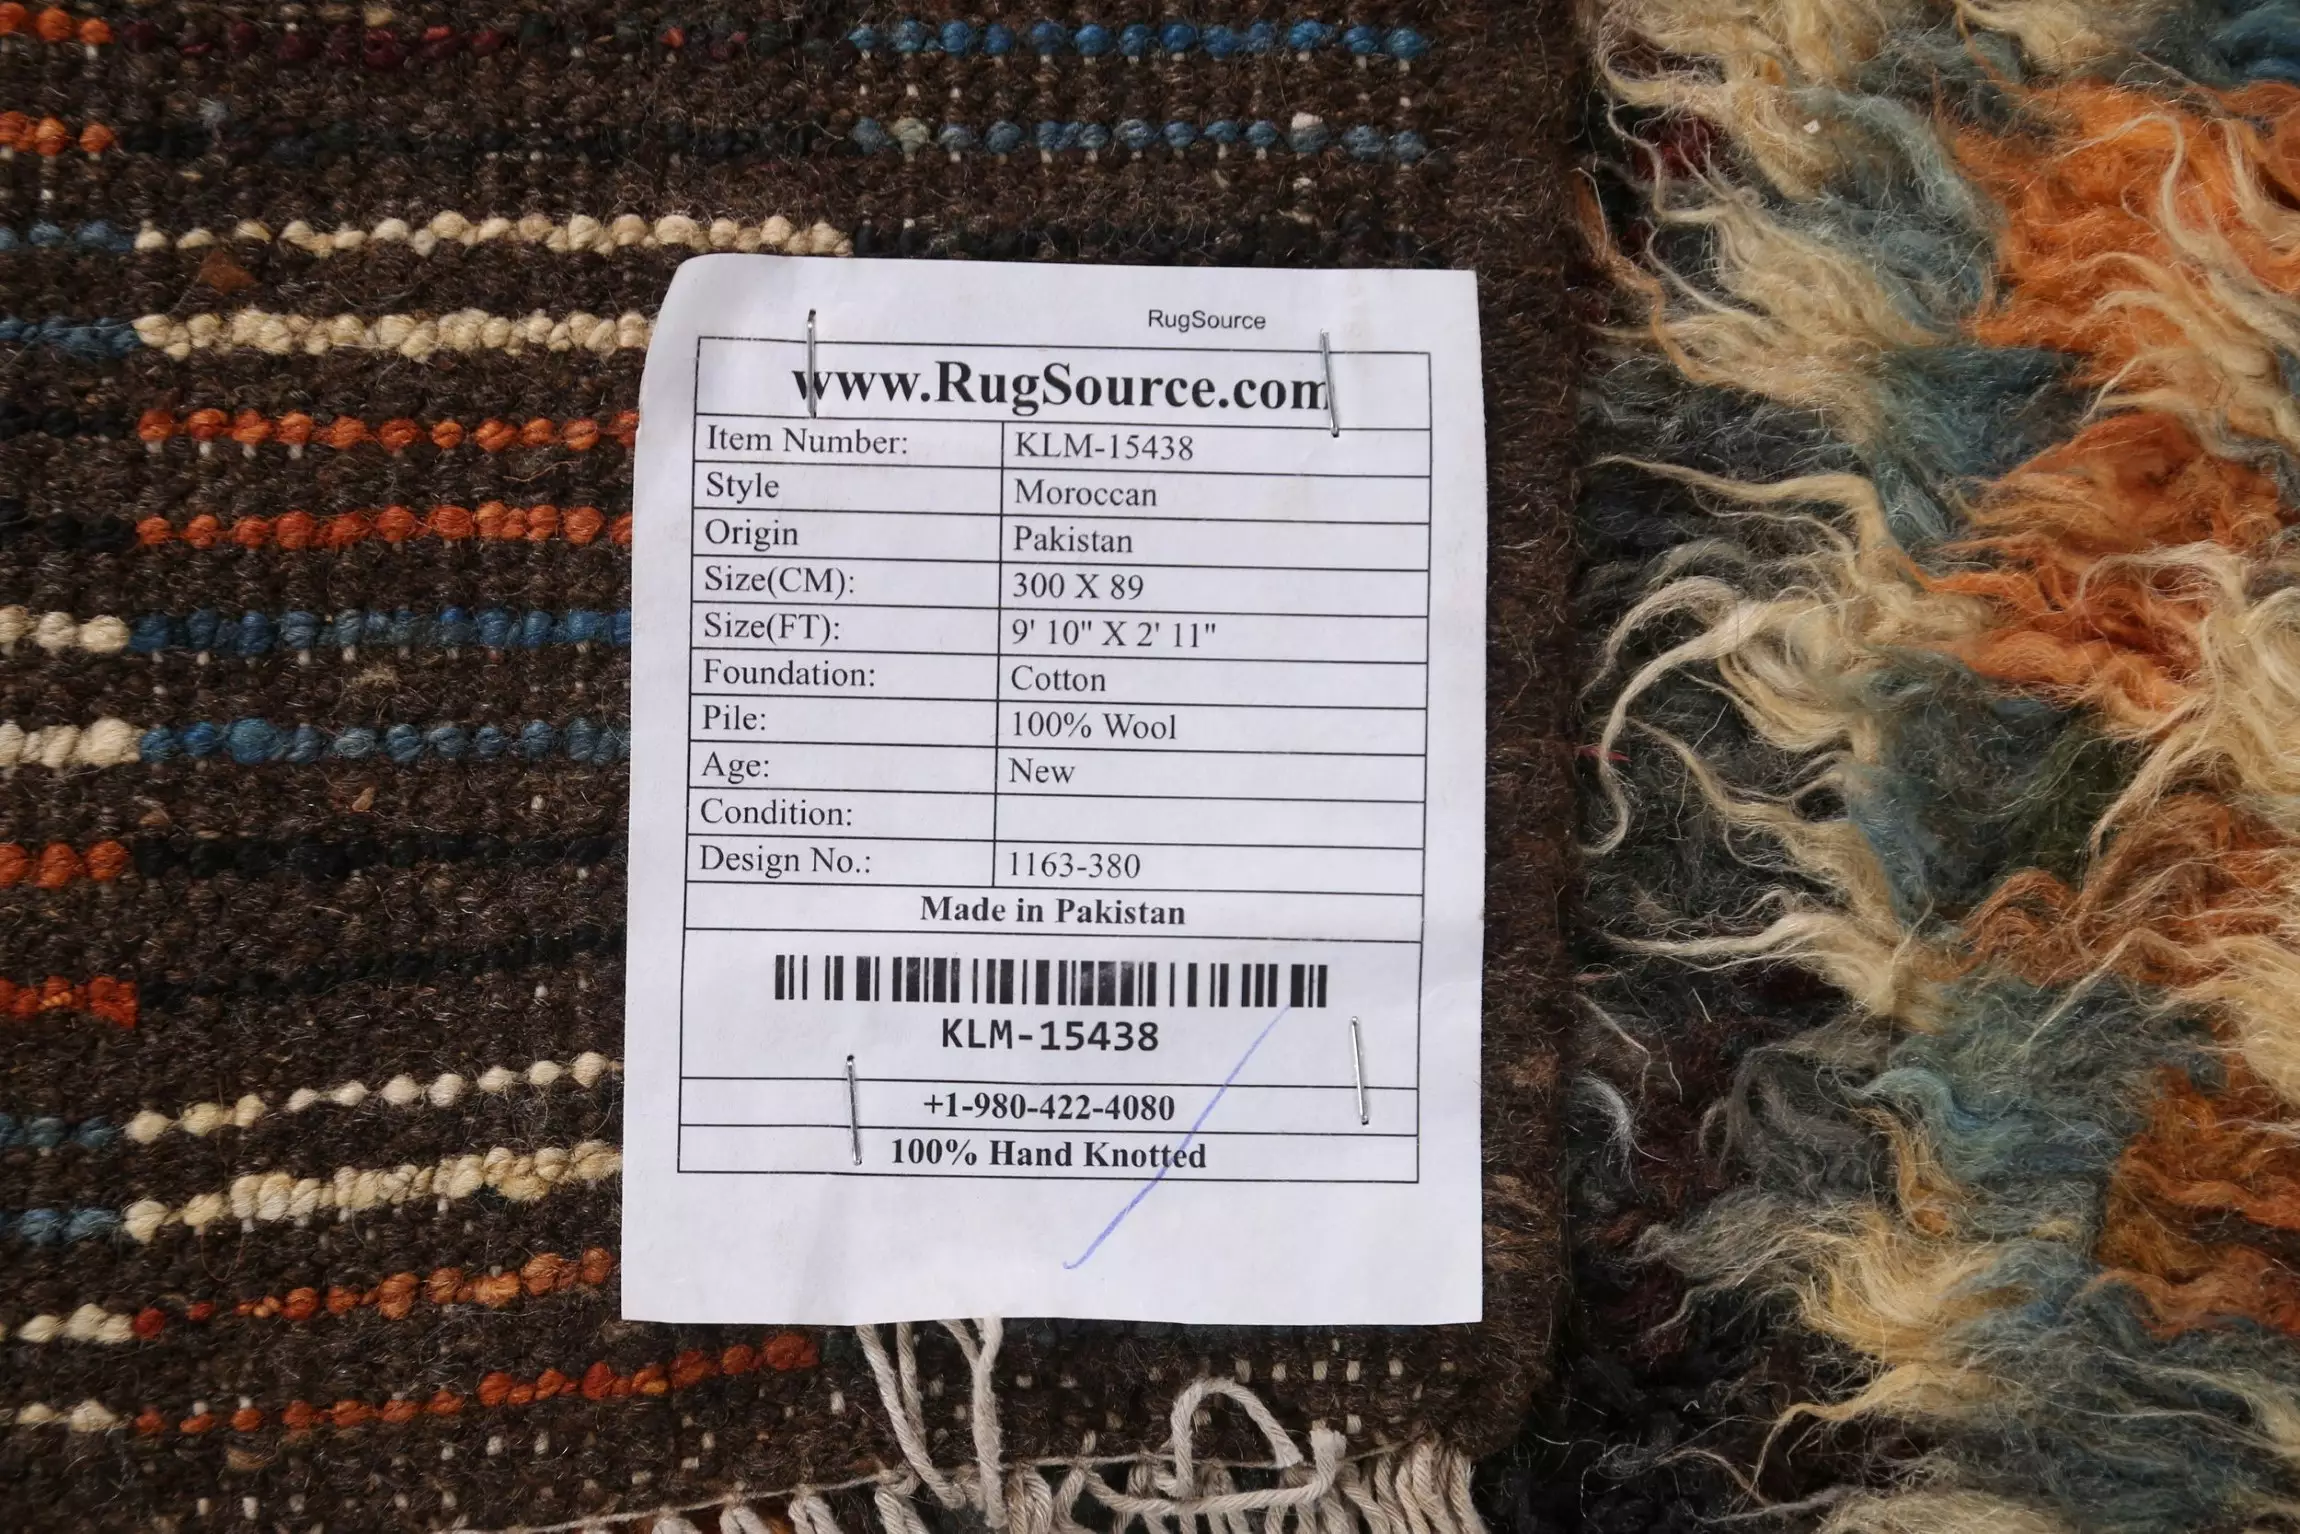 RugSource
www.RugSource.com
Item Number: KLM-15438
Style Moroccan
Origin Pakistan
Size(CM): 300 X 89
Size(FT): 9' 10" X 2' 11"
Foundation: Cotton
Pile: 100% Wool
Age: New
Condition:
Design No.: 1163-380
Made in Pakistan
KLM-15438
+1-980-422-4080
100% Hand Knotted